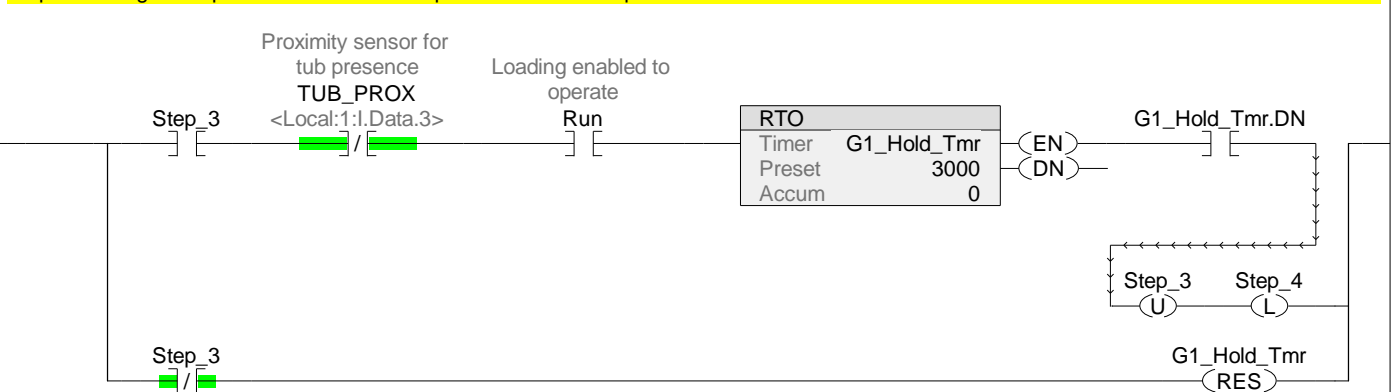 Proximity sensor for
tub presence
TUB_PROX
<Local:1:I.Data.3>
Loading enabled to
operate
Step_3
Run
RTO
Timer G1_Hold_Tmr
Preset 3000
Accum 0
EN
DN
G1_Hold_Tmr.DN
Step_3 Step_4
U L
Step_3
/
G1_Hold_Tmr
RES